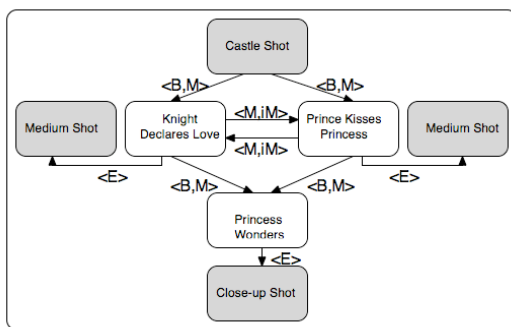 Castle Shot
<B,M>
<B,M>
Medium Shot
Knight
Declares Love
<M,iM>
<M,iM>
Prince Kisses
Princess
Medium Shot
<E>
<B,M>
<B,M>
<E>
Princess
Wonders
<E>
Close-up Shot